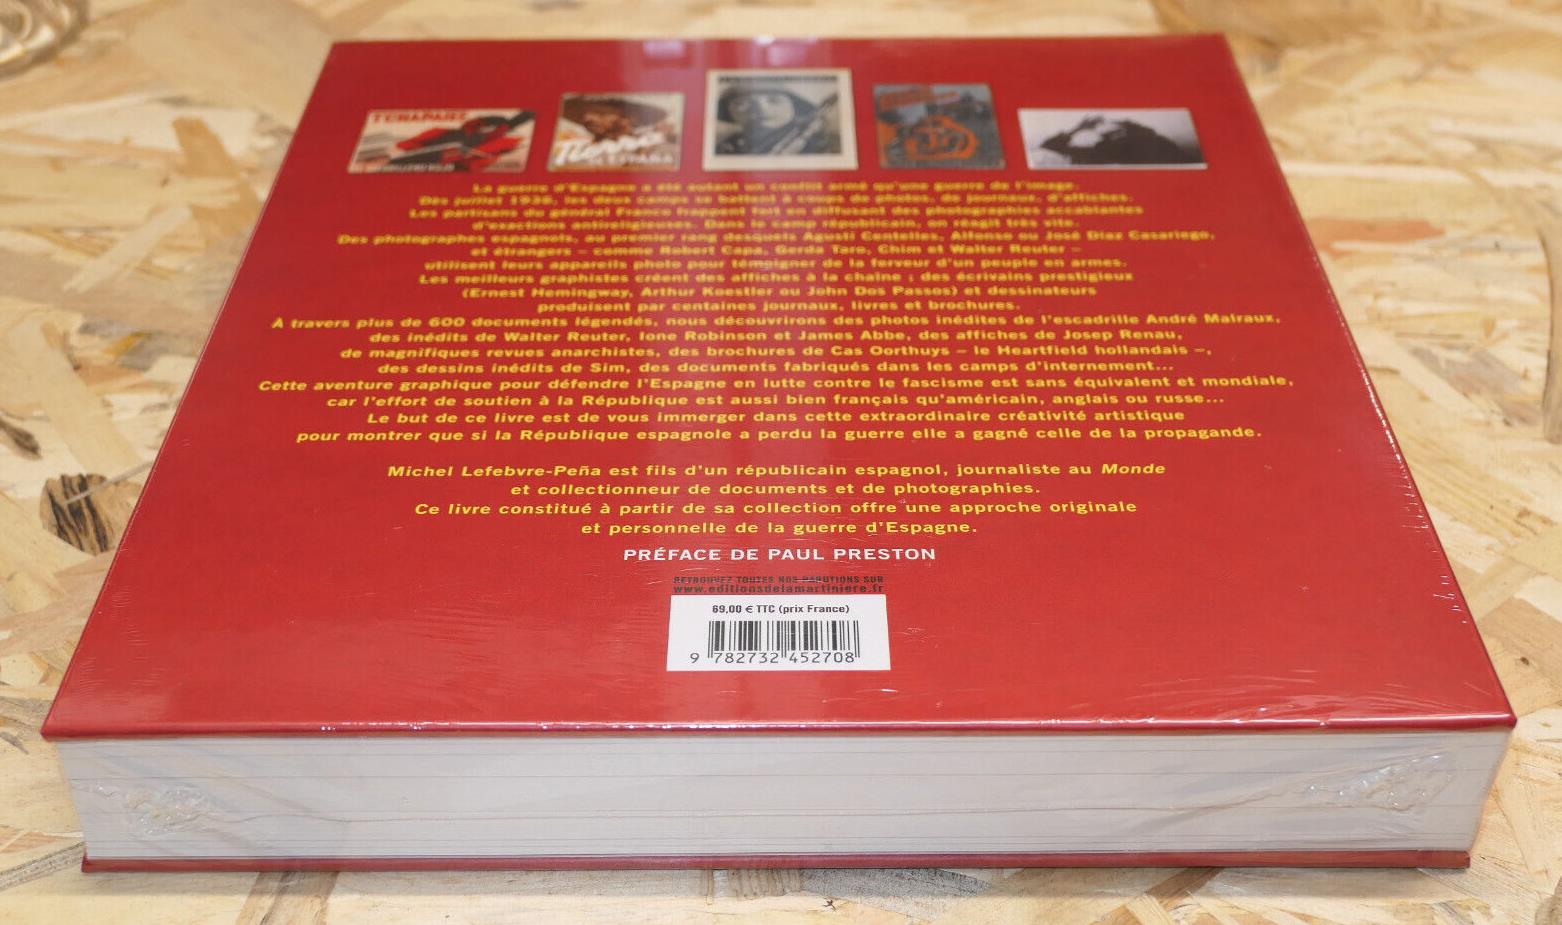 Tierra
ESPAÑA
La guerre d'Espagne a été autant un conflit armé qu'une guerre de l'image.
Dès juillet 1936, les deux camps se battent à coups de photos, de journaux, d'affiches.
Les partisans du général Franco frappent fort en diffusant des photographies accablantes
d'exactions antireligieuses. Dans le camp républicain, on réagit très vite...
Des photographes espagnols, au premier rang desquels Agustí Centelles, Alfonso ou José Díaz Casariego,
et étrangers – comme Robert Capa, Gerda Taro, Chim et Walter Reuter –
utilisent leurs appareils photo pour témoigner de la ferveur d'un peuple en armes.
Les meilleurs graphistes créent des affiches à la chaîne ; des écrivains prestigieux
(Ernest Hemingway, Arthur Koestler ou John Dos Passos) et dessinateurs
produisent par centaines journaux, livres et brochures.
À travers plus de 600 documents légendés, nous découvrirons des photos inédites de l'escadrille André Malraux,
des inédits de Walter Reuter, Ione Robinson et James Abbe, des affiches de Josep Renau,
de magnifiques revues anarchistes, des brochures de Cas Oorthuys – le Heartfield hollandais –,
des dessins inédits de Sim, des documents fabriqués dans les camps d'internement...
Cette aventure graphique pour défendre l'Espagne en lutte contre le fascisme est sans équivalent et mondiale,
car l'effort de soutien à la République est aussi bien français qu'américain, anglais ou russe...
Le but de ce livre est de vous immerger dans cette extraordinaire créativité artistique
pour montrer que si la République espagnole a perdu la guerre elle a gagné celle de la propagande.
Michel Lefebvre-Peña est fils d'un républicain espagnol, journaliste au Monde
et collectionneur de documents et de photographies.
Ce livre constitué à partir de sa collection offre une approche originale
et personnelle de la guerre d'Espagne.
PRÉFACE DE PAUL PRESTON
RETROUVEZ TOUTES NOS PARUTIONS SUR
www.editionsdelamartiniere.fr
69,00 € TTC (prix France)
9 782732 452708